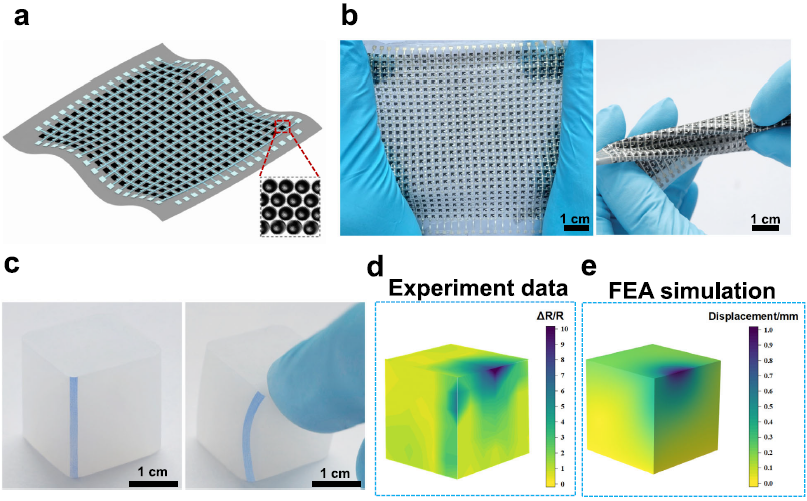 a
b
1 cm
1 cm
c
1 cm
1 cm
d
Experiment data
ΔR/R
10
9
8
7
6
5
4
3
2
1
0
e
FEA simulation
Displacement/mm
1.0
0.9
0.8
0.7
0.6
0.5
0.4
0.3
0.2
0.1
0.0